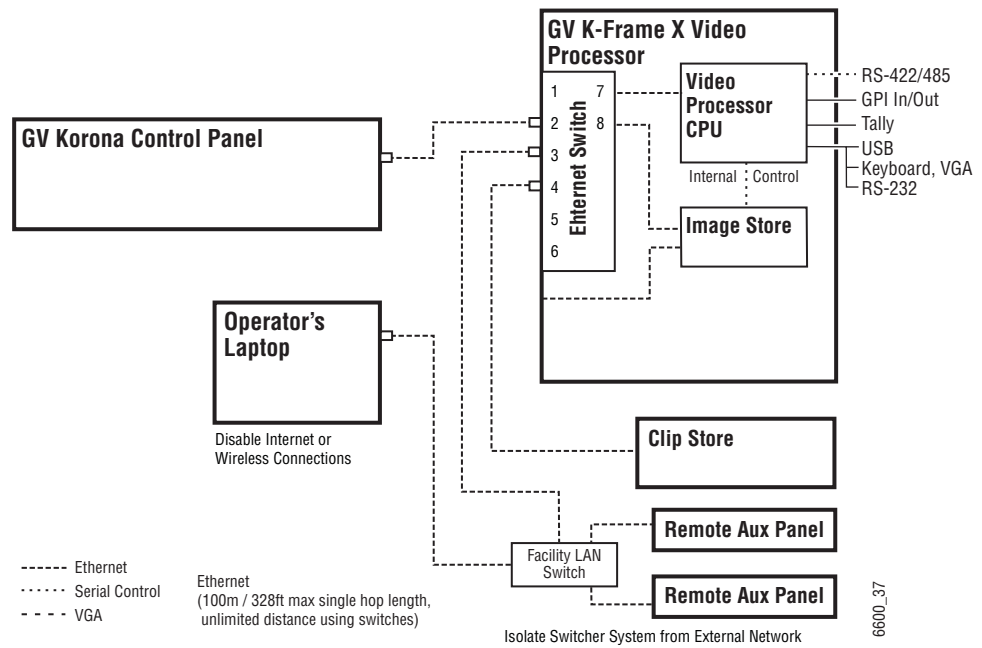 GV K-Frame X Video
Processor
GV Korona Control Panel
1
2
3
4
5
6
7
8
Ehternet Switch
Video
Processor
CPU
RS-422/485
GPI In/Out
Tally
USB
Keyboard, VGA
RS-232
Internal Control
Image Store
Operator's
Laptop
Disable Internet or
Wireless Connections
Clip Store
Remote Aux Panel
Facility LAN
Switch
Remote Aux Panel
Ethernet
Serial Control
VGA
Ethernet
(100m / 328ft max single hop length,
unlimited distance using switches)
Isolate Switcher System from External Network
6600_37